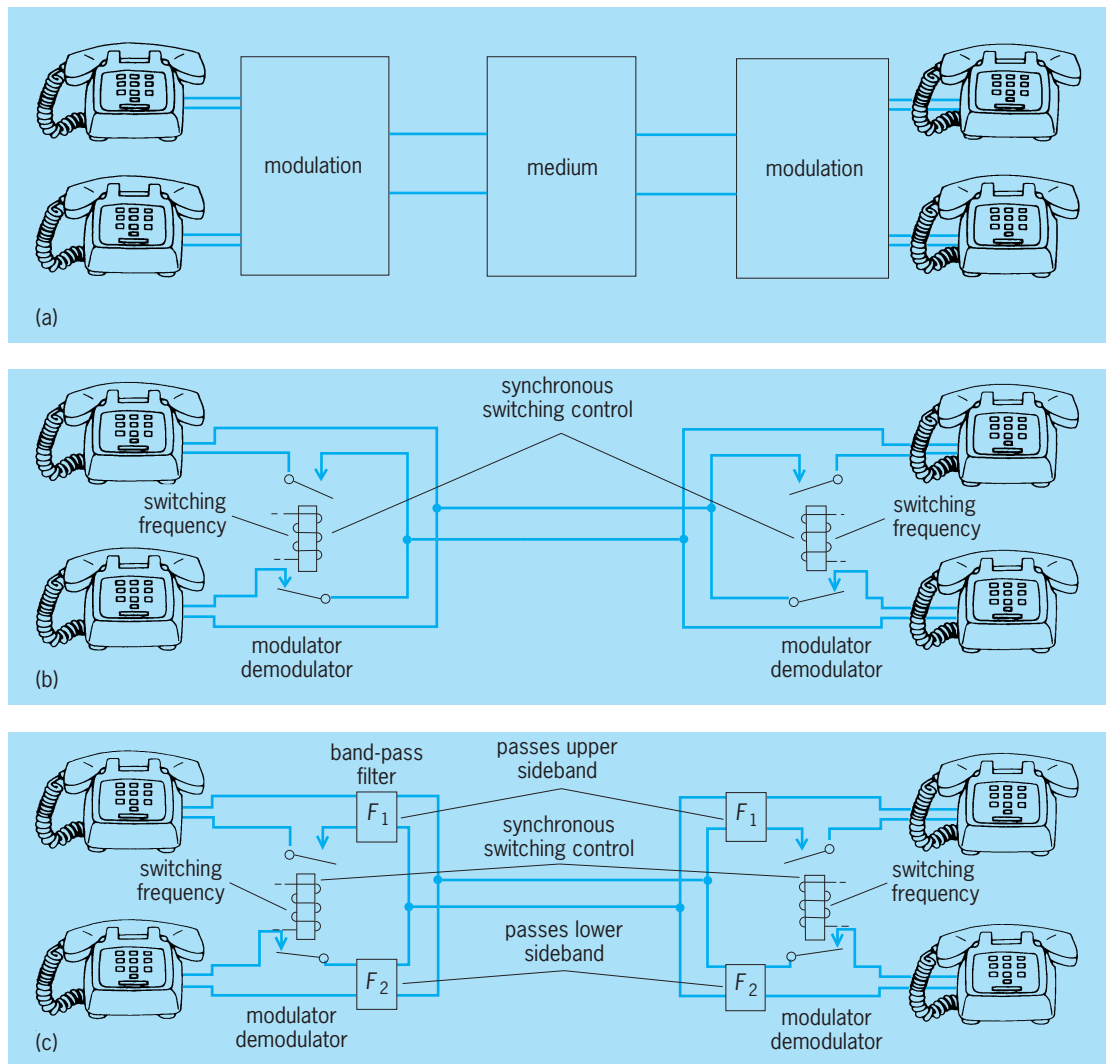 modulation
medium
modulation
(a)
synchronous
switching control
switching
frequency
switching
frequency
modulator
demodulator
modulator
demodulator
(b)
band-pass
filter
passes upper
sideband
F1
F1
synchronous
switching control
switching
frequency
switching
frequency
passes lower
sideband
F2
F2
modulator
demodulator
modulator
demodulator
(c)